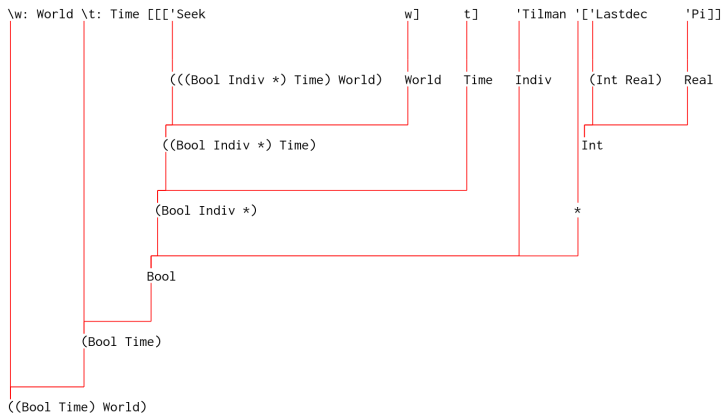 \w: World \t: Time [[['Seek w] t] 'Tilman '['Lastdec 'Pi]]
(((Bool Indiv *) Time) World) World Time Indiv (Int Real) Real
((Bool Indiv *) Time) Int
(Bool Indiv *) *
Bool
(Bool Time)
((Bool Time) World)